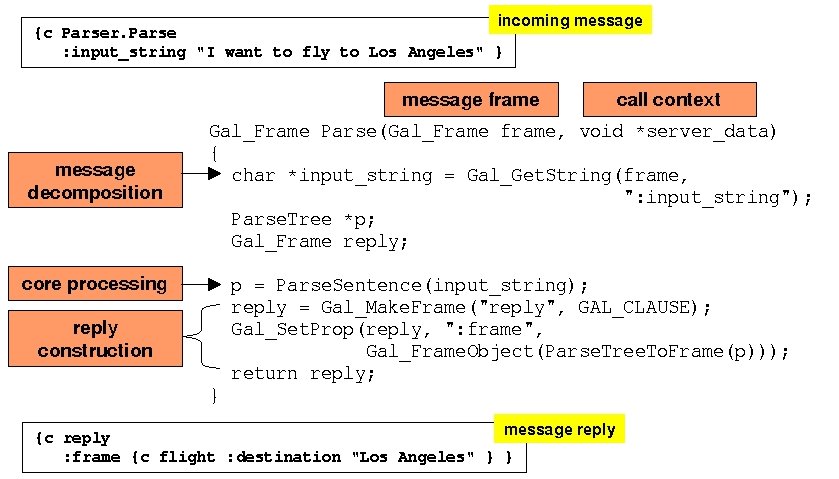 incoming message
{c Parser.Parse
:input_string "I want to fly to Los Angeles" }
message frame
call context
Gal_Frame Parse(Gal_Frame frame, void *server_data)
{
message
decomposition
char *input_string = Gal_GetString(frame,
":input_string");
ParseTree *p;
Gal_Frame reply;
core processing
p = ParseSentence(input_string);
reply
construction
reply = Gal_MakeFrame("reply", GAL_CLAUSE);
Gal_SetProp(reply, ":frame",
Gal_FrameObject(ParseTreeToFrame(p)));
return reply;
}
message reply
{c reply
:frame {c flight :destination "Los Angeles" } }